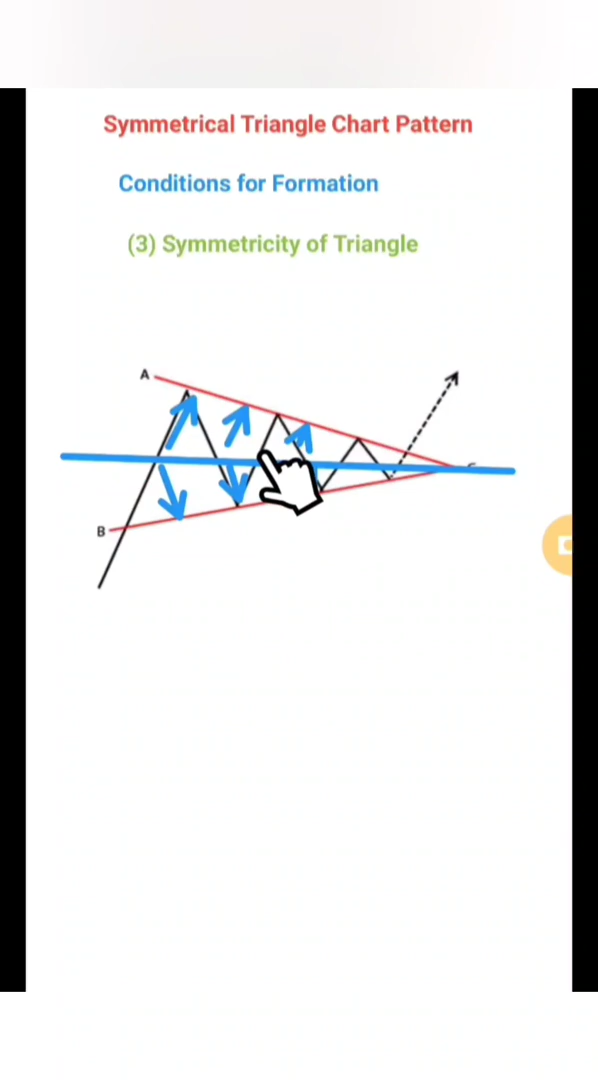 Symmetrical Triangle Chart Pattern
Conditions for Formation
(3) Symmetricity of Triangle
A
B